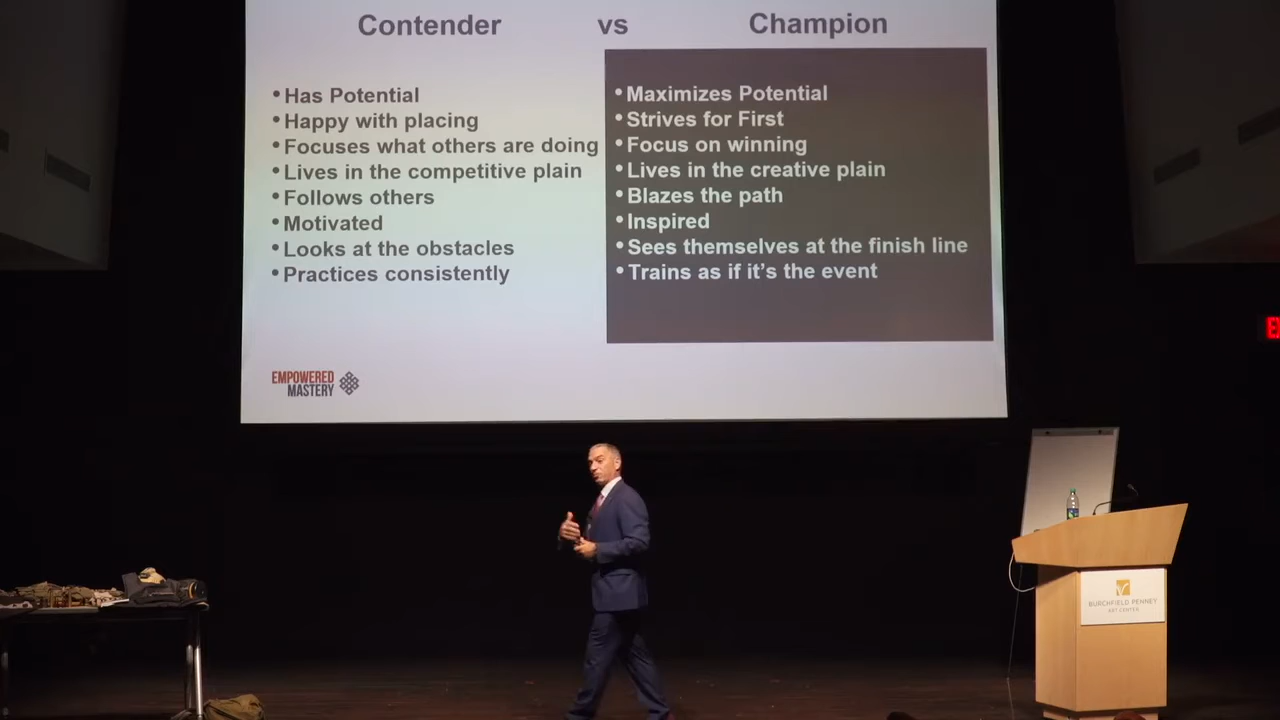 Contender vs Champion
•Has Potential
•Happy with placing
•Focuses what others are doing
•Lives in the competitive plain
•Follows others
•Motivated
•Looks at the obstacles
•Practices consistently
•Maximizes Potential
•Strives for First
•Focus on winning
•Lives in the creative plain
•Blazes the path
•Inspired
•Sees themselves at the finish line
•Trains as if it's the event
EMPOWERED
MASTERY
BURCHFIELD PENNEY
ART CENTER